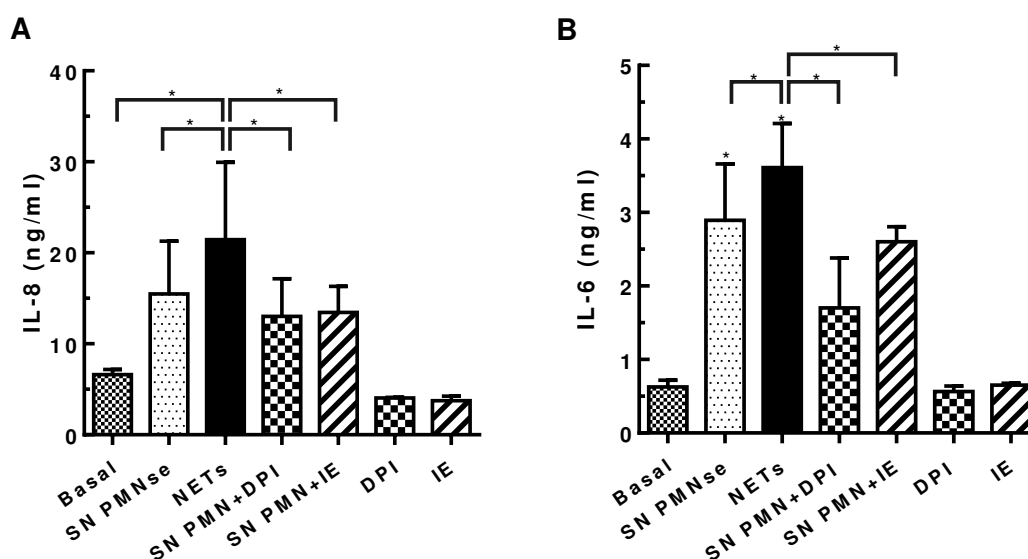 A
IL-8 (ng/ml)
40
30
20
10
0
*
*
*
*
Basal
SN PMNse
NETs
SN PMN+DPI
SN PMN+IE
DPI
IE
B
IL-6 (ng/ml)
5
4
3
2
1
0
*
*
*
*
*
Basal
SN PMNse
NETs
SN PMN+DPI
SN PMN+IE
DPI
IE